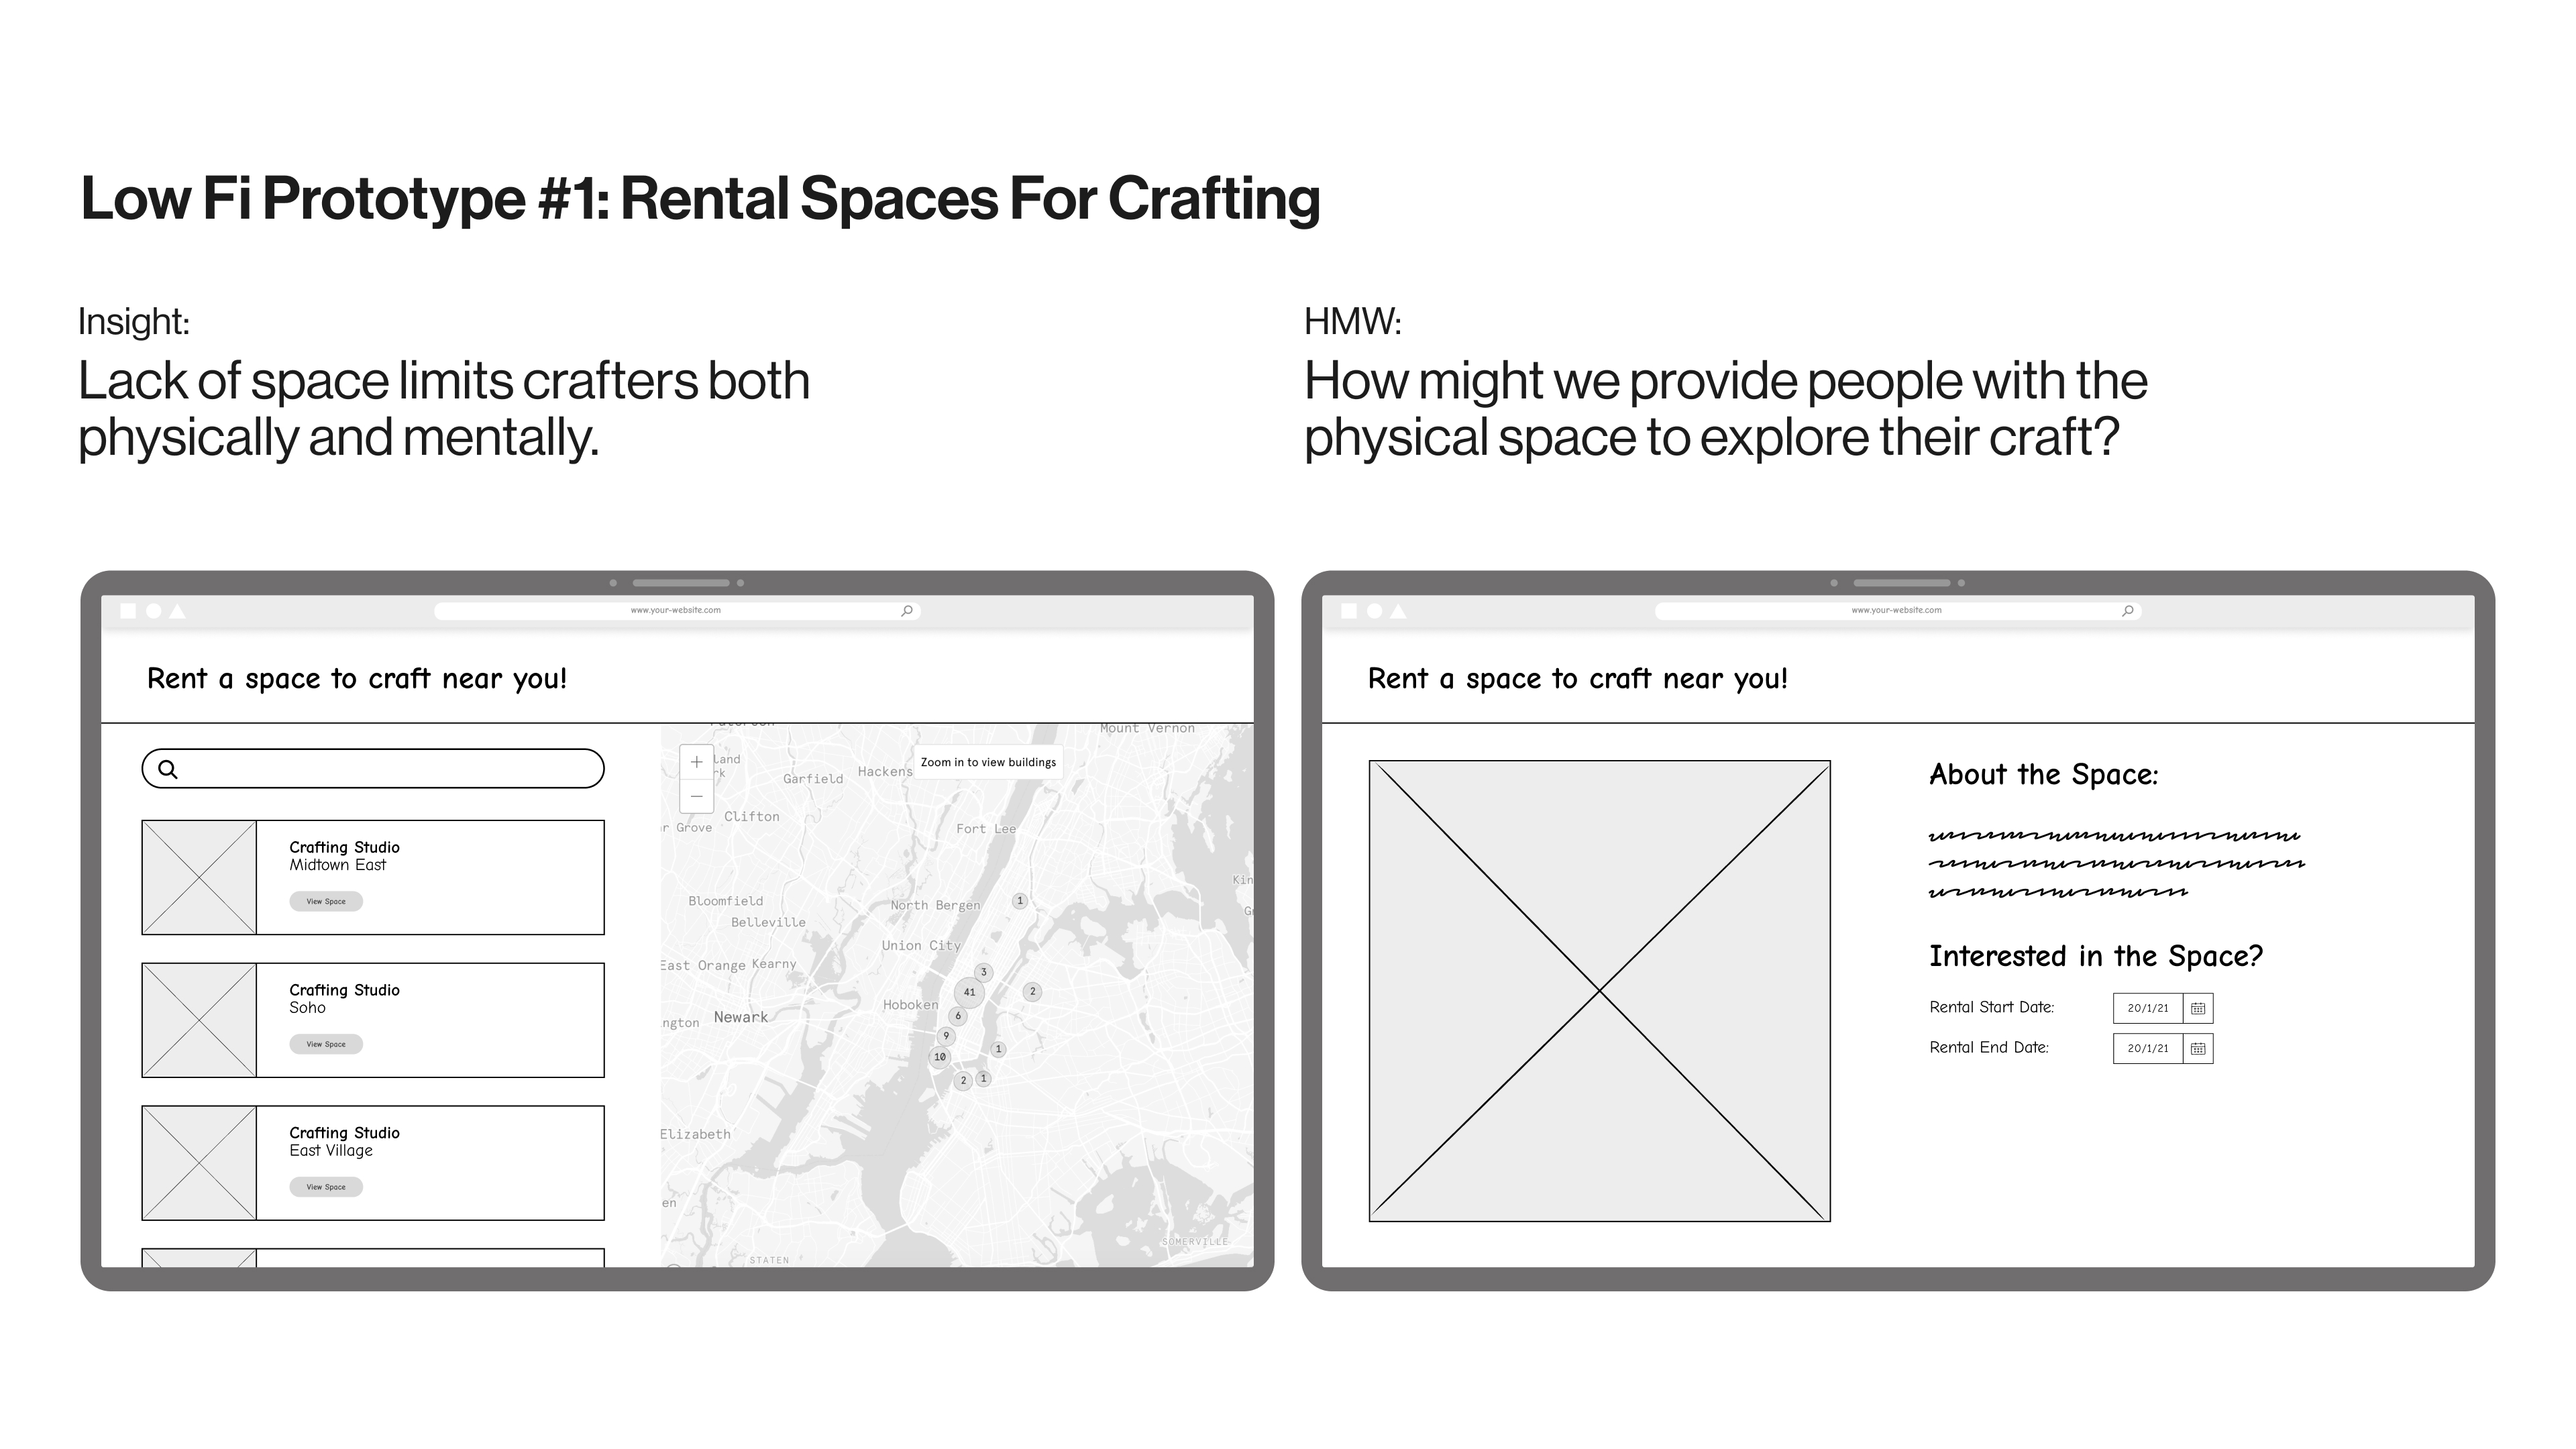 Low Fi Prototype #1: Rental Spaces For Crafting
Insight:
Lack of space limits crafters both
physically and mentally.
HMW:
How might we provide people with the
physical space to explore their craft?
www.your-website.com
Rent a space to craft near you!
Crafting Studio
Midtown East
View Space
Crafting Studio
Soho
View Space
Crafting Studio
East Village
View Space
Mount Vernon
+
Zoom in to view buildings
land
rk
Garfield
Hackens
−
Clifton
r Grove
Fort Lee
Kin
Bloomfield
North Bergen
1
G
Belleville
Union City
East Orange
Kearny
3
41
2
Hoboken
6
ngton
Newark
9
10
1
2
1
Elizabeth
en
SOMERVILLE
STATEN
www.your-website.com
Rent a space to craft near you!
About the Space:
Interested in the Space?
Rental Start Date:
20/1/21
Rental End Date:
20/1/21